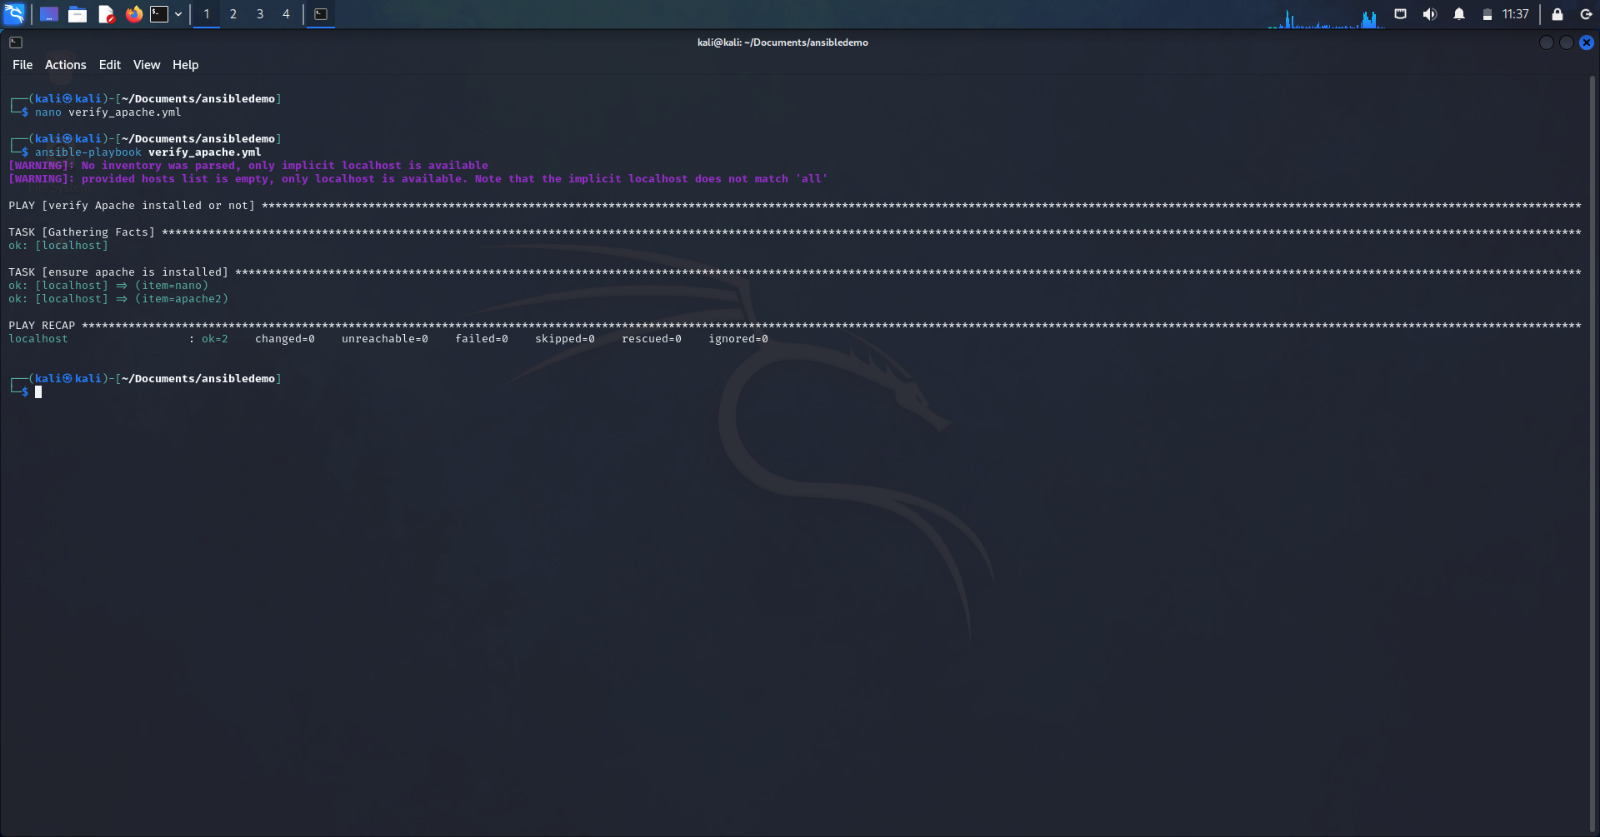 1 2 3 4
11:37
kali@kali: ~/Documents/ansibledemo
File Actions Edit View Help
┌──(kali㉿kali)-[~/Documents/ansibledemo]
└─$ nano verify_apache.yml
┌──(kali㉿kali)-[~/Documents/ansibledemo]
└─$ ansible-playbook verify_apache.yml
[WARNING]: No inventory was parsed, only implicit localhost is available
[WARNING]: provided hosts list is empty, only localhost is available. Note that the implicit localhost does not match 'all'
PLAY [verify Apache installed or not] ******************************************************************************************************************************************************************************************************
TASK [Gathering Facts] *********************************************************************************************************************************************************************************************************************
ok: [localhost]
TASK [ensure apache is installed] **********************************************************************************************************************************************************************************************************
ok: [localhost] => (item=nano)
ok: [localhost] => (item=apache2)
PLAY RECAP *********************************************************************************************************************************************************************************************************************************
localhost : ok=2 changed=0 unreachable=0 failed=0 skipped=0 rescued=0 ignored=0
┌──(kali㉿kali)-[~/Documents/ansibledemo]
└─$